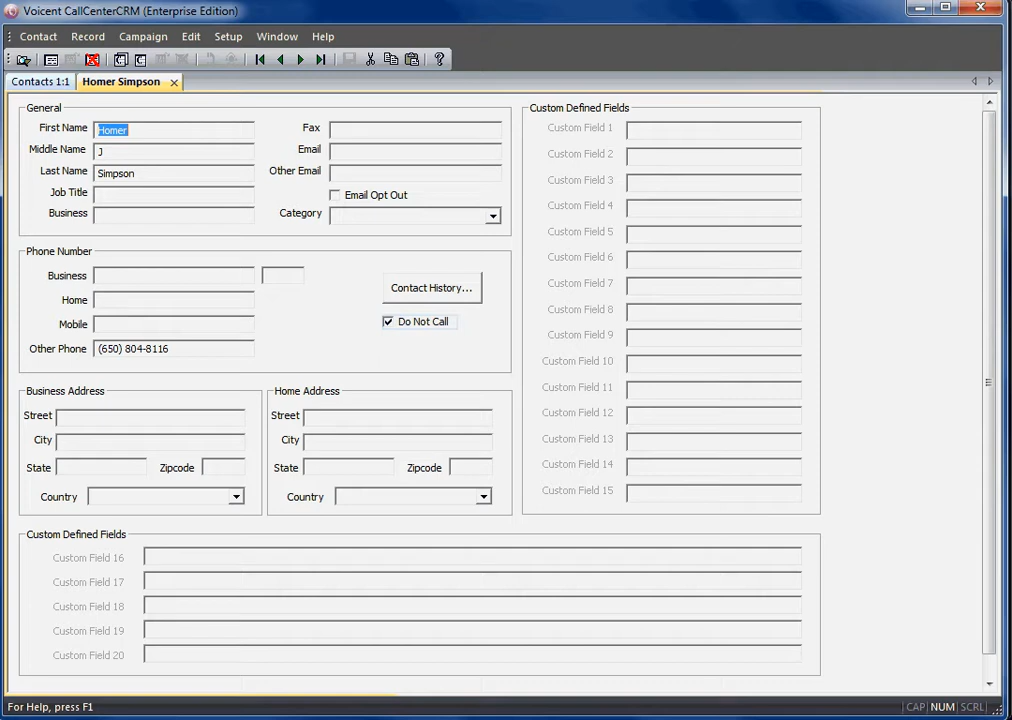 Voicent CallCenterCRM (Enterprise Edition)
Contact Record Campaign Edit Setup Window Help
Contacts 1:1 Homer Simpson
General
First Name Homer
Middle Name J
Last Name Simpson
Job Title
Business
Fax
Email
Other Email
Email Opt Out
Category
Phone Number
Business
Home
Mobile
Other Phone (650) 804-8116
Contact History...
Do Not Call
Business Address
Street
City
State Zipcode
Country
Home Address
Street
City
State Zipcode
Country
Custom Defined Fields
Custom Field 1
Custom Field 2
Custom Field 3
Custom Field 4
Custom Field 5
Custom Field 6
Custom Field 7
Custom Field 8
Custom Field 9
Custom Field 10
Custom Field 11
Custom Field 12
Custom Field 13
Custom Field 14
Custom Field 15
Custom Defined Fields
Custom Field 16
Custom Field 17
Custom Field 18
Custom Field 19
Custom Field 20
For Help, press F1
CAP NUM SCRL